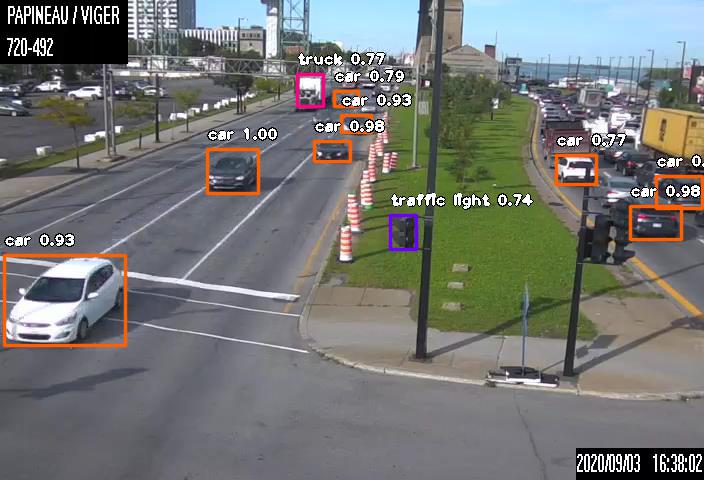 PAPINEAU / VIGER
720-492
truck 0.77
car 0.79
car 0.93
car 0.98
car 1.00
car 0.77
car 0.
car 0.98
traffic light 0.74
car 0.93
2020/09/03 16:38:02